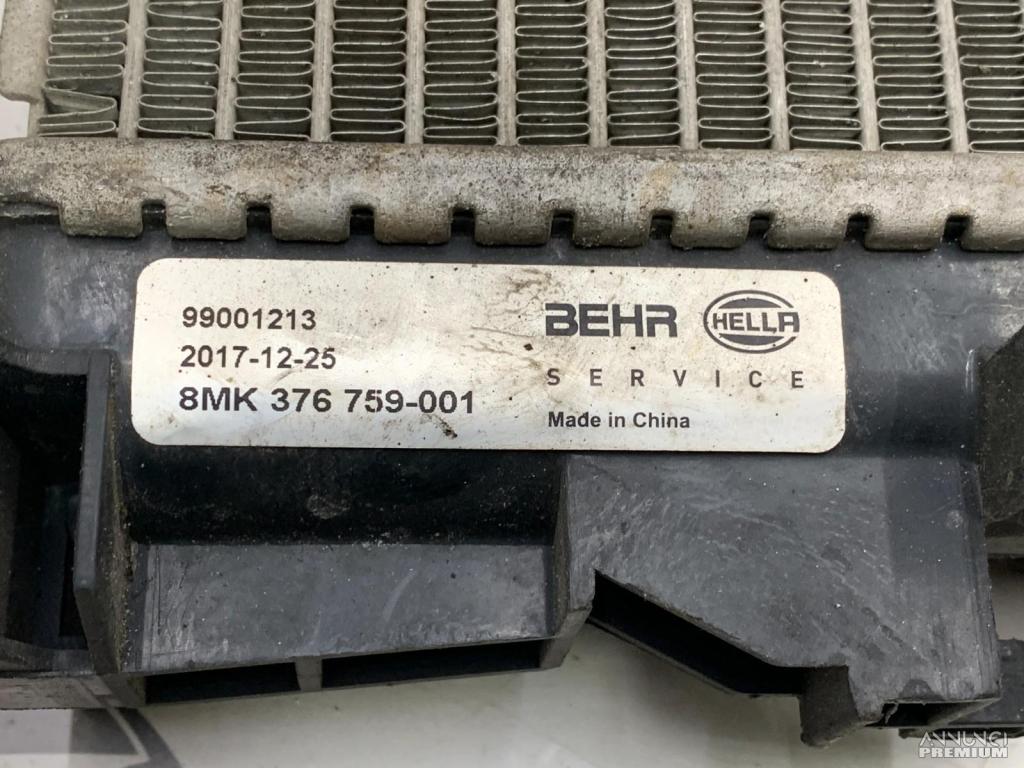 99001213
2017-12-25
8MK 376 759-001
BEHR HELLA
SERVICE
Made in China
ANNUNCI
PREMIUM